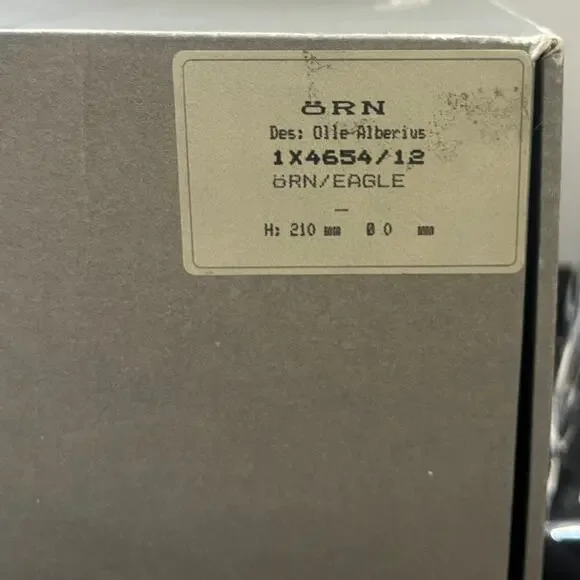 ÖRN
Des: Olle Alberius
1X4654/12
ÖRN/EAGLE
—
H: 210 mm Ø 0 mm